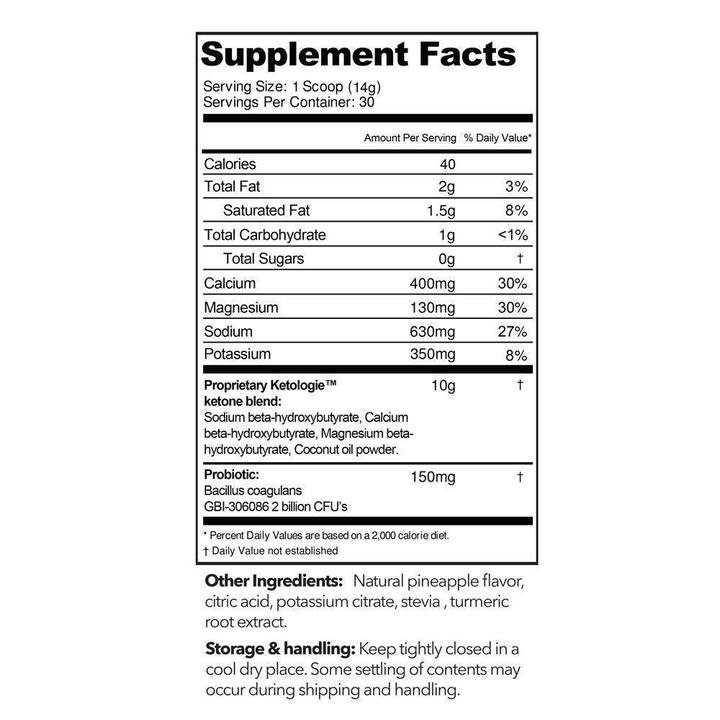 Supplement Facts
Serving Size: 1 Scoop (14g)
Servings Per Container: 30
Amount Per Serving % Daily Value*
Calories 40
Total Fat 2g 3%
Saturated Fat 1.5g 8%
Total Carbohydrate 1g <1%
Total Sugars 0g †
Calcium 400mg 30%
Magnesium 130mg 30%
Sodium 630mg 27%
Potassium 350mg 8%
Proprietary Ketologie™ 10g †
ketone blend:
Sodium beta-hydroxybutyrate, Calcium
beta-hydroxybutyrate, Magnesium beta-
hydroxybutyrate, Coconut oil powder.
Probiotic: 150mg †
Bacillus coagulans
GBI-306086 2 billion CFU's
* Percent Daily Values are based on a 2,000 calorie diet.
† Daily Value not established
Other Ingredients: Natural pineapple flavor,
citric acid, potassium citrate, stevia , turmeric
root extract.
Storage & handling: Keep tightly closed in a
cool dry place. Some settling of contents may
occur during shipping and handling.